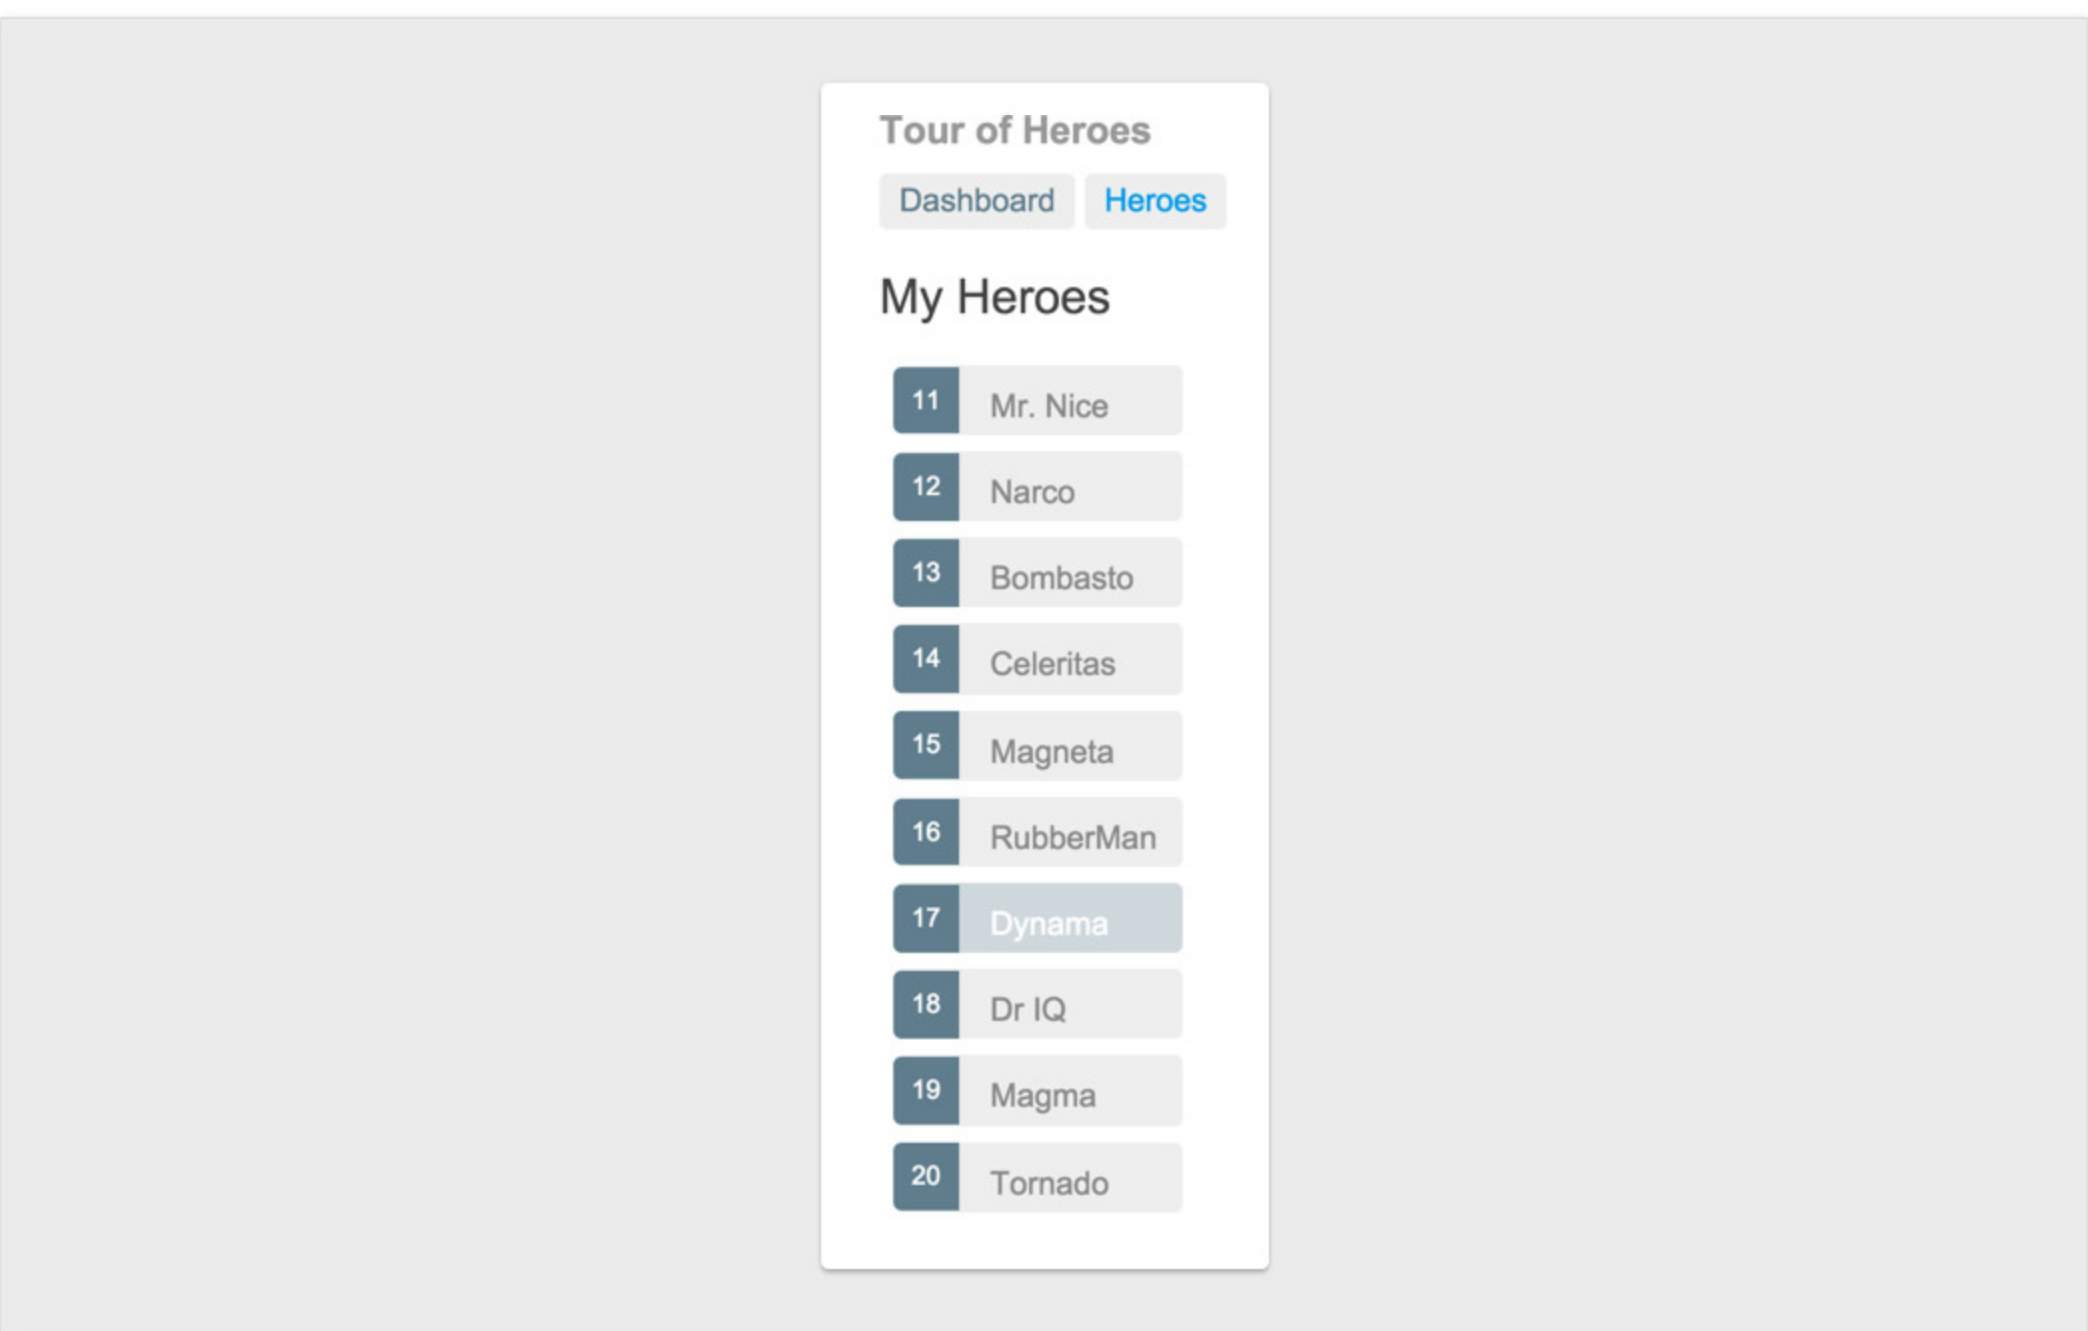 Tour of Heroes
Dashboard Heroes
My Heroes
11 Mr. Nice
12 Narco
13 Bombasto
14 Celeritas
15 Magneta
16 RubberMan
17 Dynama
18 Dr IQ
19 Magma
20 Tornado